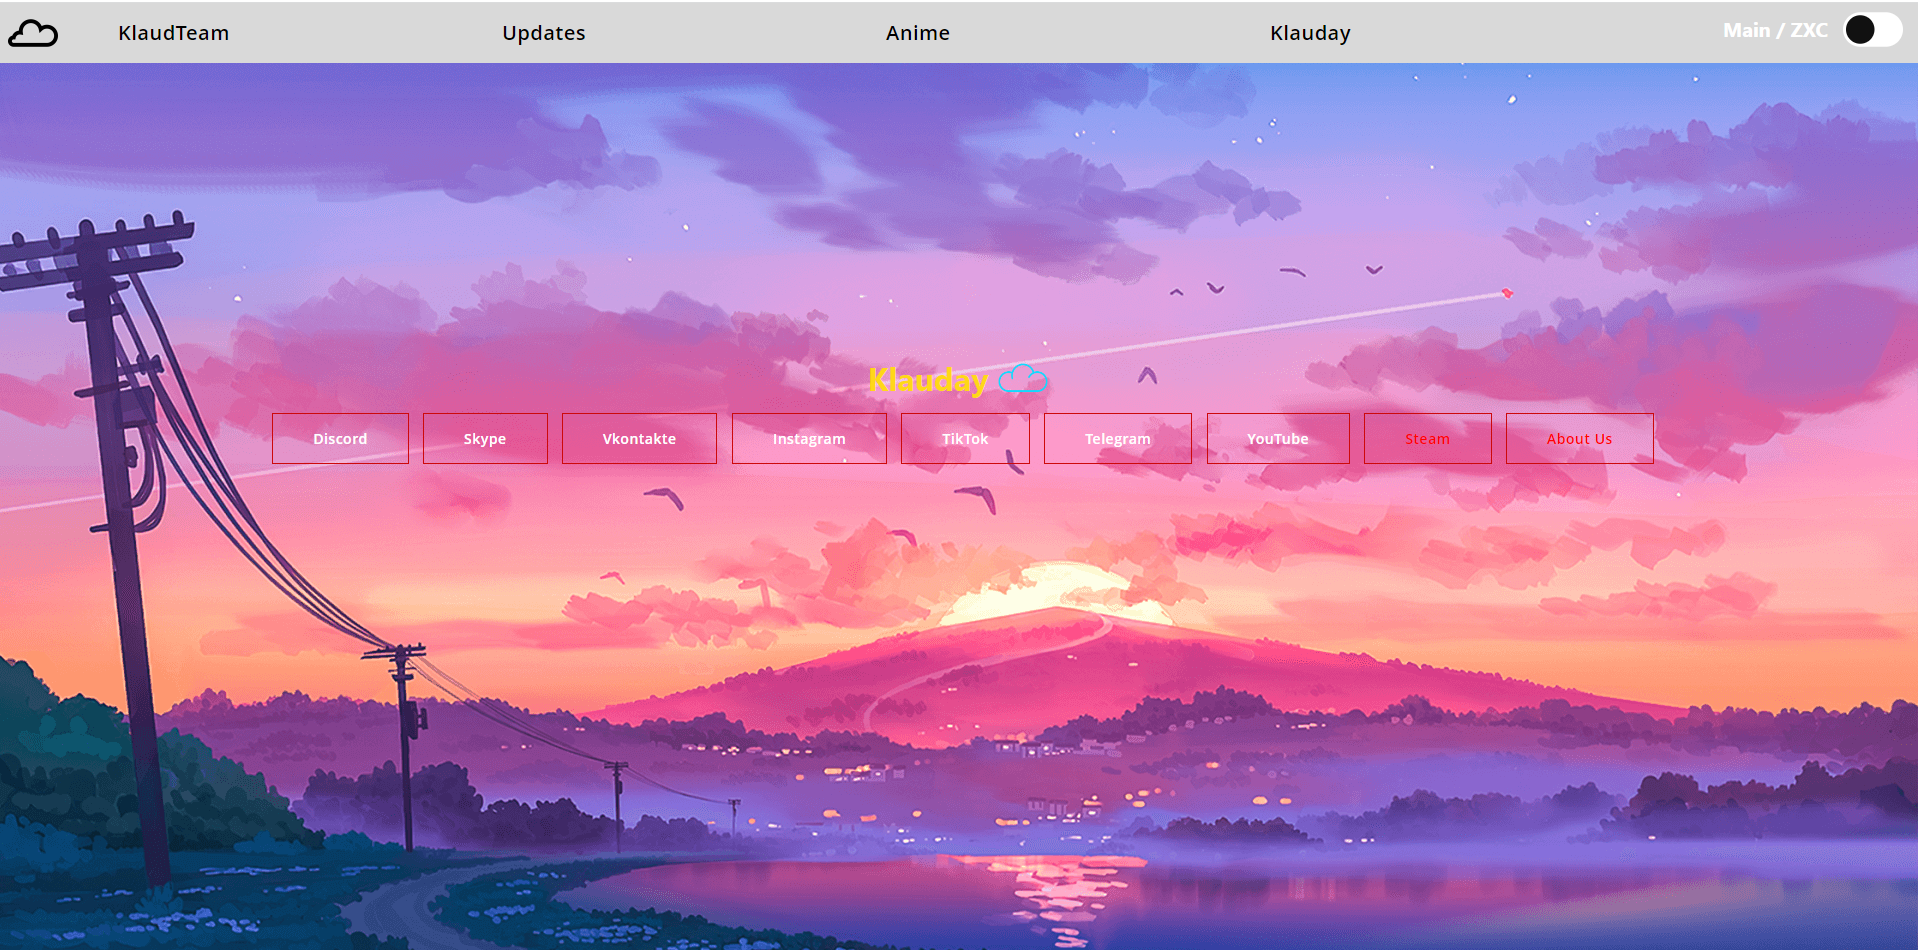 KlaudTeam Updates Anime Klauday Main / ZXC
Klauday
Discord Skype Vkontakte Instagram TikTok Telegram YouTube Steam About Us